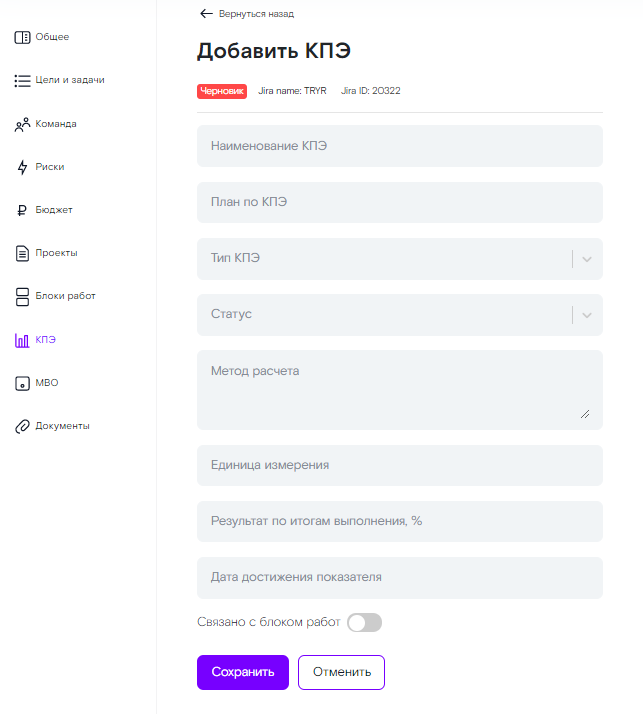 Вернуться назад
Добавить КПЭ
Черновик Jira name: TRYR Jira ID: 20322
Общее
Цели и задачи
Команда
Риски
Бюджет
Проекты
Блоки работ
КПЭ
МВО
Документы
Наименование КПЭ
План по КПЭ
Тип КПЭ
Статус
Метод расчета
Единица измерения
Результат по итогам выполнения, %
Дата достижения показателя
Связано с блоком работ
Сохранить Отменить